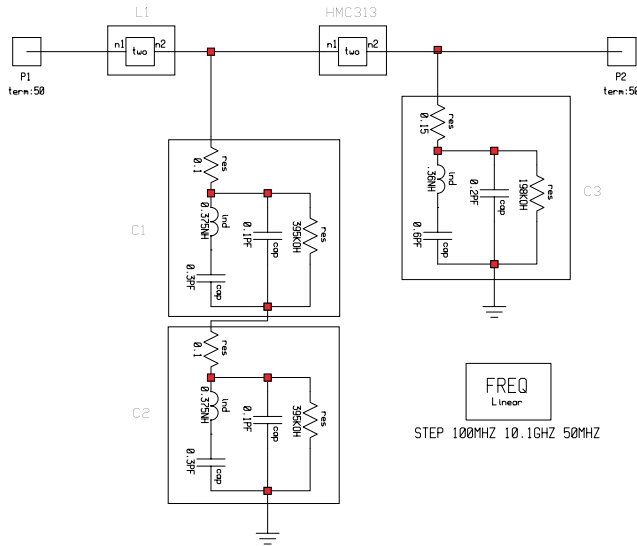 L1
HMC313
n1 two n2
n1 two n2
P1
term:50
P2
term:50
res
0.15
C3
Ind
.36NH
0.2PF
cap
198KOH
res
0.6PF
cap
res
0.1
C1
Ind
0.375NH
0.1PF
cap
395KOH
res
0.3PF
cap
res
0.1
C2
Ind
0.375NH
0.1PF
cap
395KOH
res
0.3PF
cap
FREQ
Linear
STEP 100MHZ 10.1GHZ 50MHZ